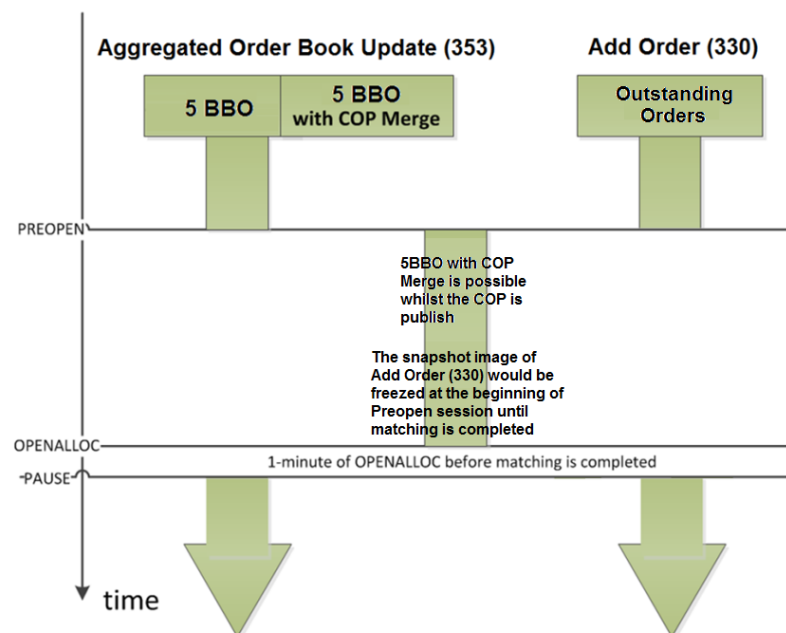 Aggregated Order Book Update (353)
Add Order (330)
5 BBO
5 BBO
with COP Merge
Outstanding
Orders
PREOPEN
5BBO with COP
Merge is possible
whilst the COP is
publish
The snapshot image of
Add Order (330) would be
freezed at the beginning of
Preopen session until
matching is completed
OPENALLOC
1-minute of OPENALLOC before matching is completed
PAUSE
time